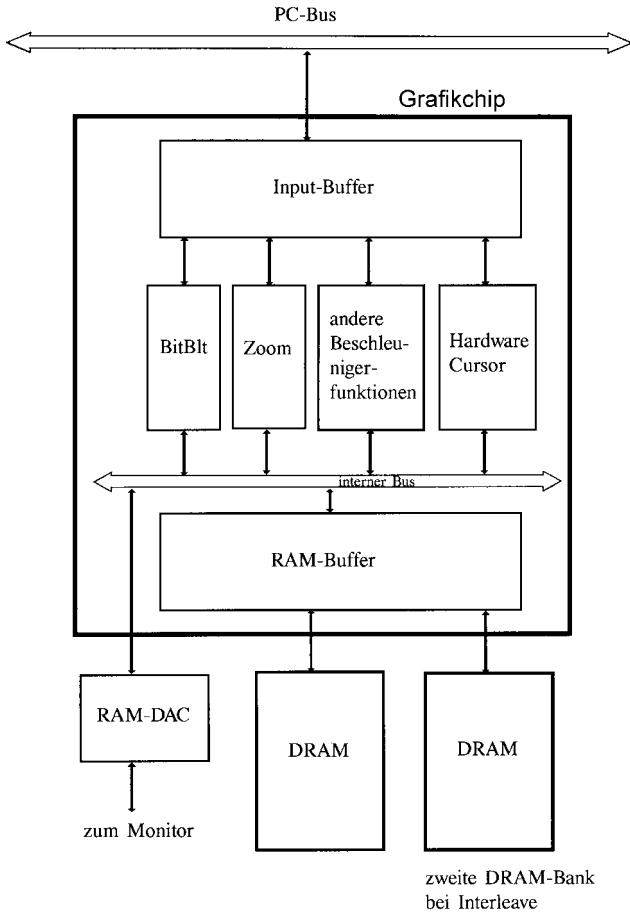 PC-Bus
Grafikchip
Input-Buffer
BitBlt
Zoom
andere
Beschleu-
niger-
funktionen
Hardware
Cursor
interner Bus
RAM-Buffer
RAM-DAC
DRAM
DRAM
zum Monitor
zweite DRAM-Bank
bei Interleave